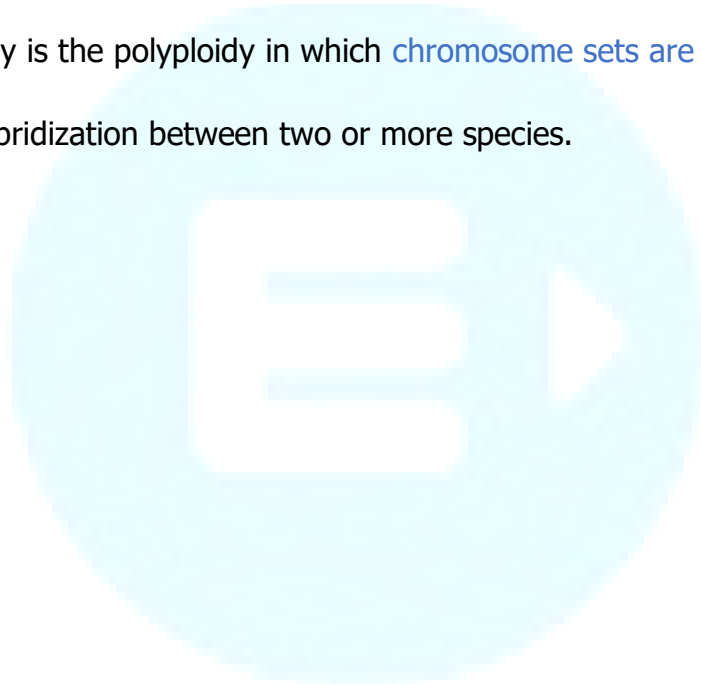 y is the polyploidy in which chromosome sets are
bridization between two or more species.